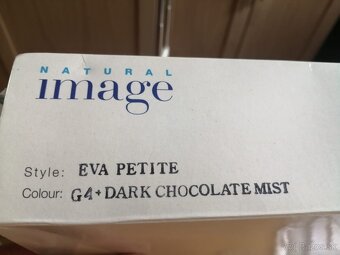 NATURAL
image
Style: EVA PETITE
Colour: G4+DARK CHOCOLATE MIST